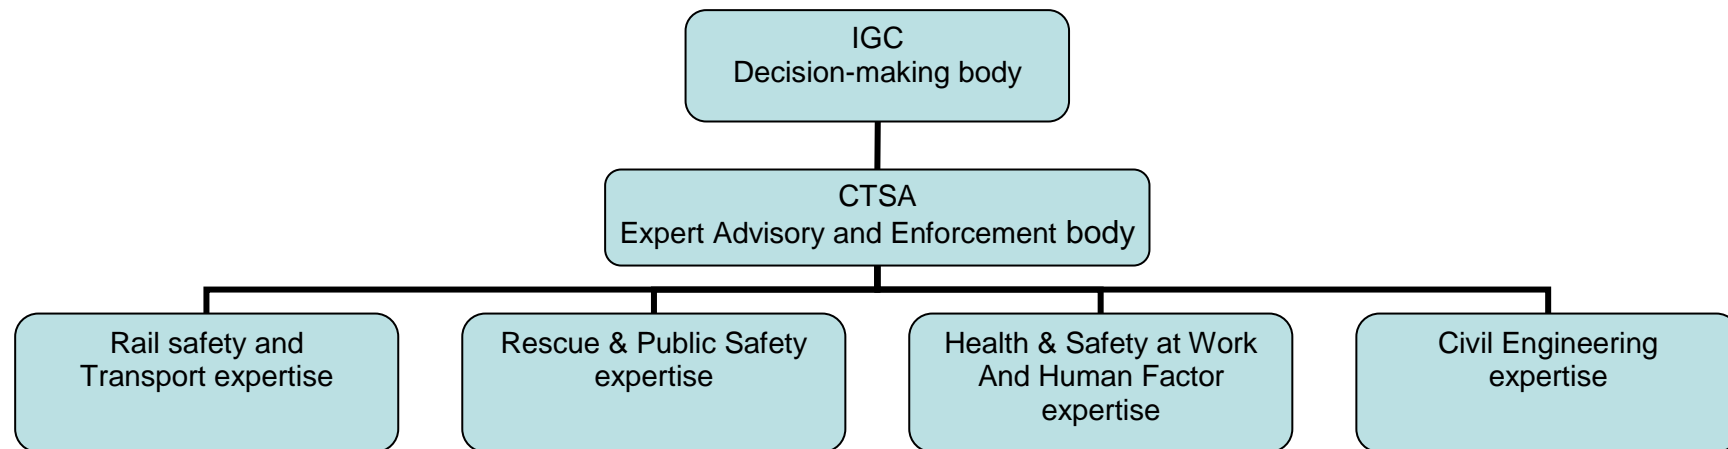 IGC
Decision-making body
CTSA
Expert Advisory and Enforcement body
Rail safety and
Transport expertise
Rescue & Public Safety
expertise
Health & Safety at Work
And Human Factor
expertise
Civil Engineering
expertise